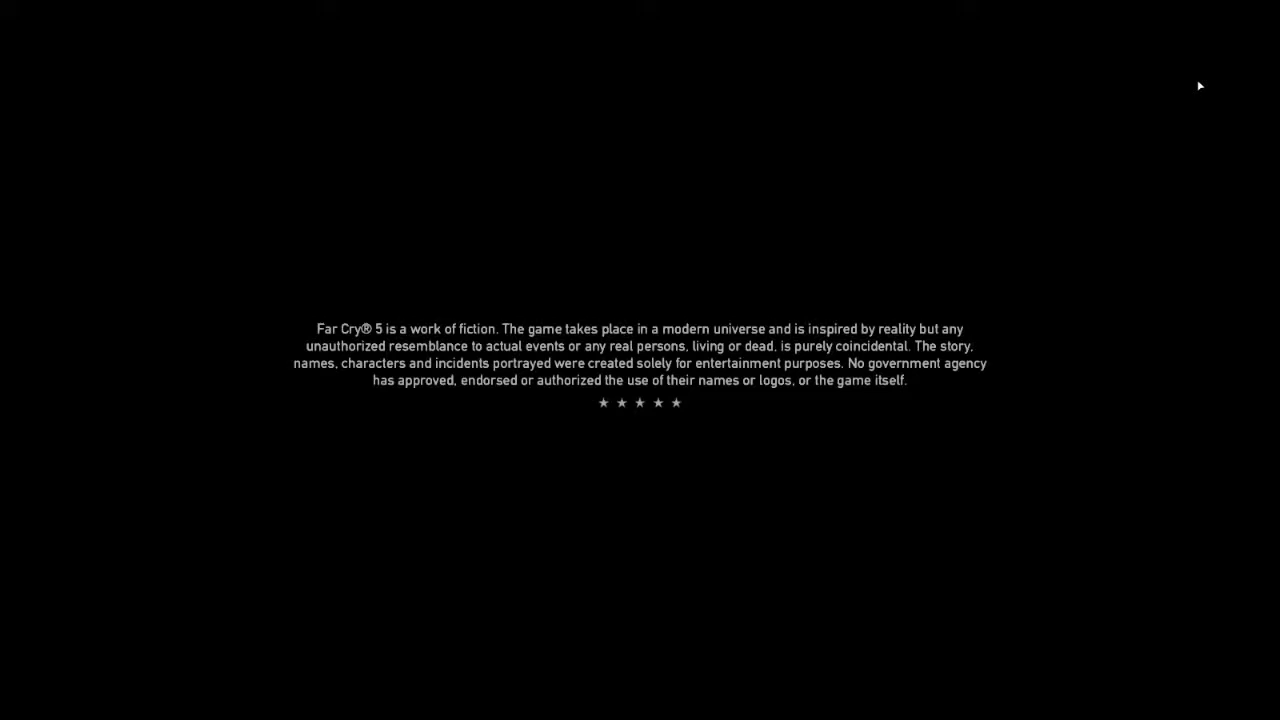 Far Cry® 5 is a work of fiction. The game takes place in a modern universe and is inspired by reality but any
unauthorized resemblance to actual events or any real persons, living or dead, is purely coincidental. The story,
names, characters and incidents portrayed were created solely for entertainment purposes. No government agency
has approved, endorsed or authorized the use of their names or logos, or the game itself.
★ ★ ★ ★ ★